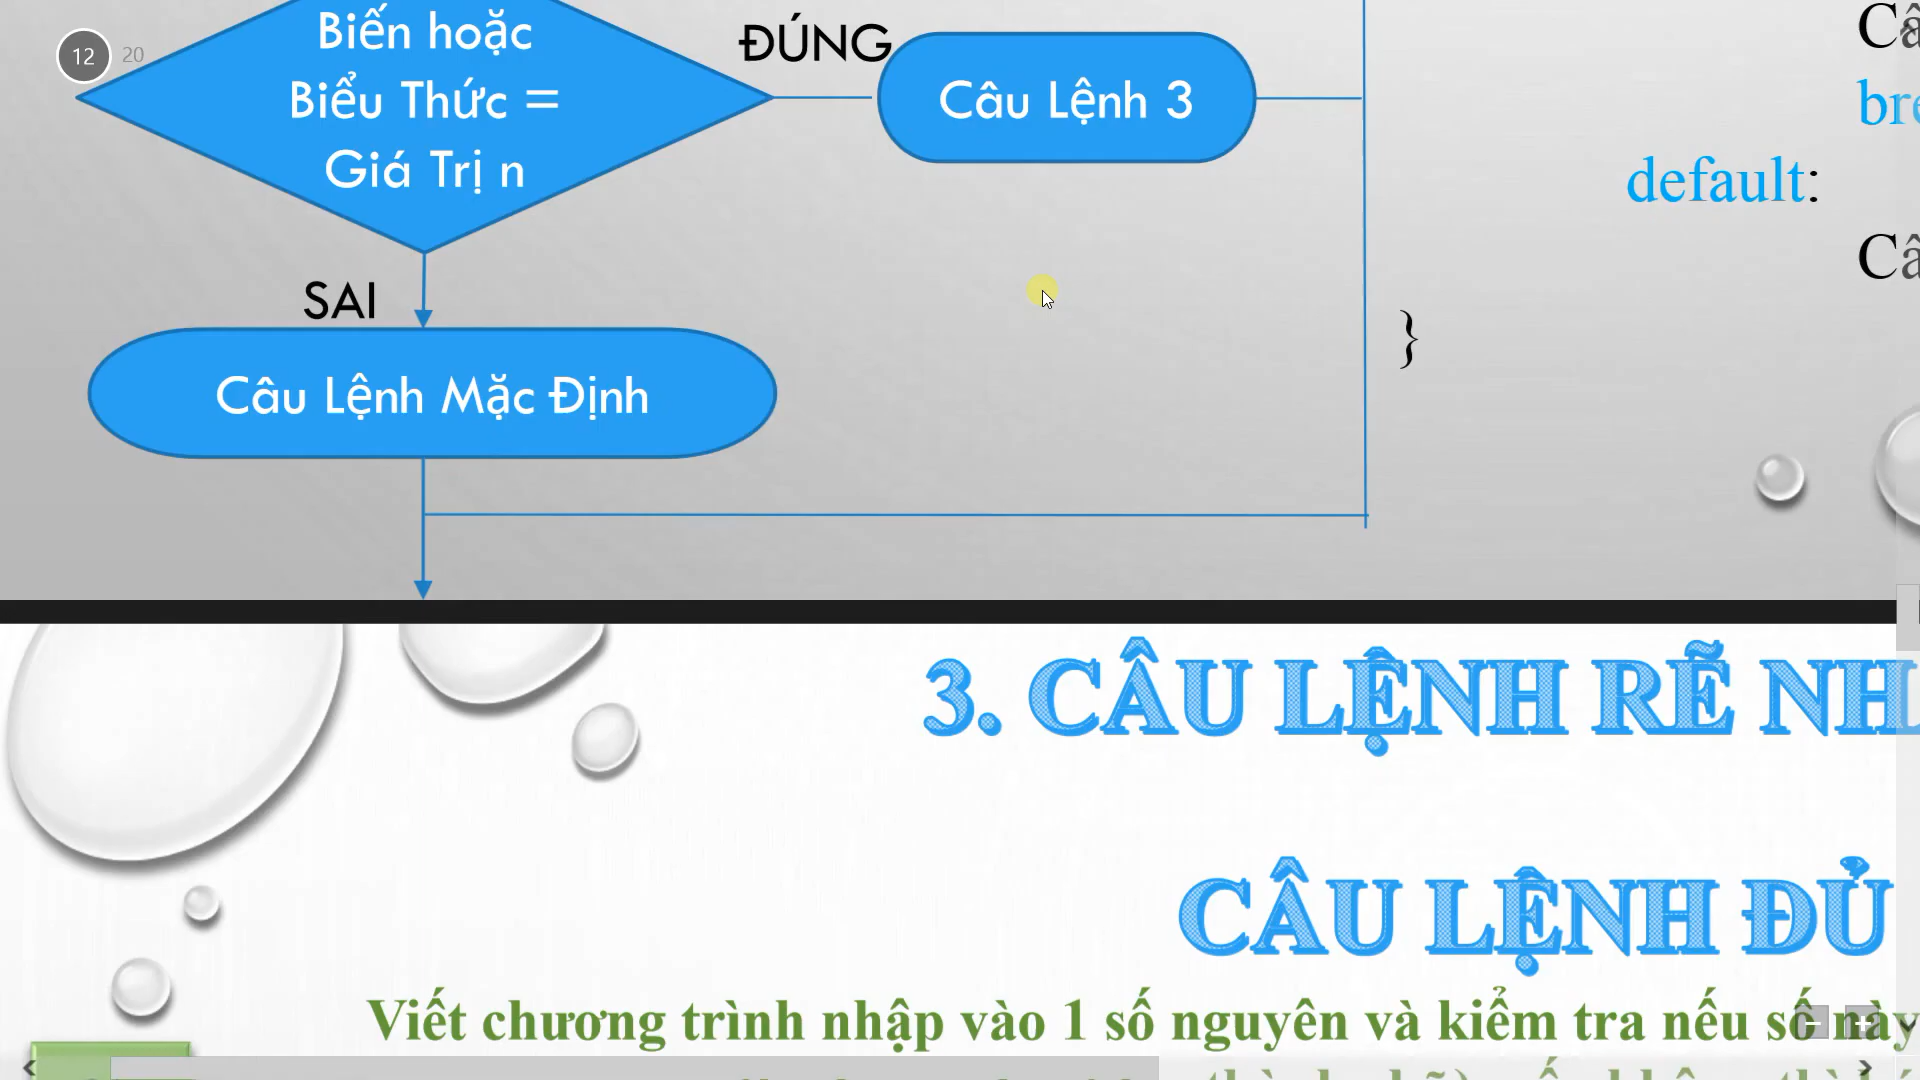 12 20
Biến hoặc
Biểu Thức =
Giá Trị n
ĐÚNG
Câu Lệnh 3
SAI
Câu Lệnh Mặc Định
default:
}
3. CÂU LỆNH RẼ
CÂU LỆNH ĐỦ
Viết chương trình nhập vào 1 số nguyên và kiểm tra nếu số này